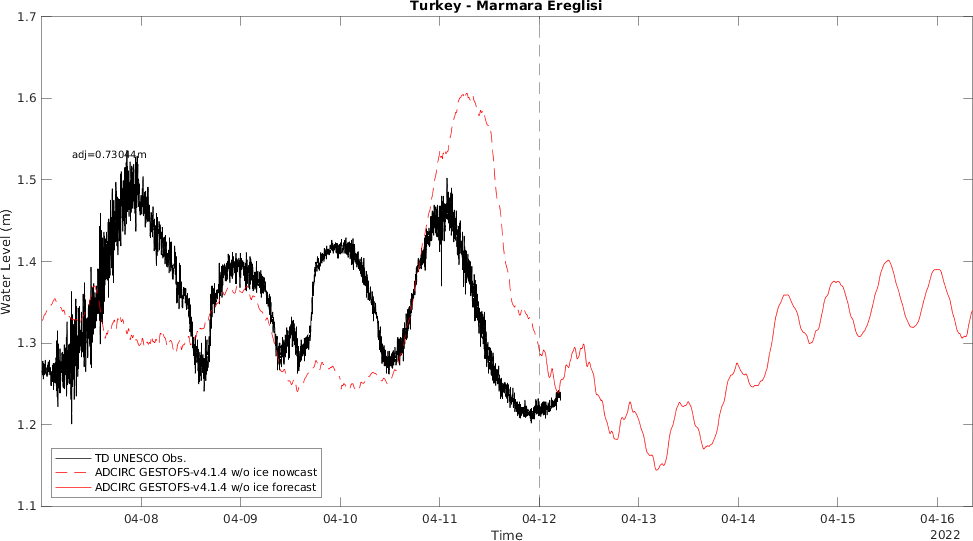 Turkey - Marmara Ereglisi
Water Level (m)
1.7
1.6
1.5
1.4
1.3
1.2
1.1
adj=0.73044m
TD UNESCO Obs.
ADCIRC GESTOFS-v4.1.4 w/o ice nowcast
ADCIRC GESTOFS-v4.1.4 w/o ice forecast
04-08 04-09 04-10 04-11 04-12 04-13 04-14 04-15 04-16
Time
2022